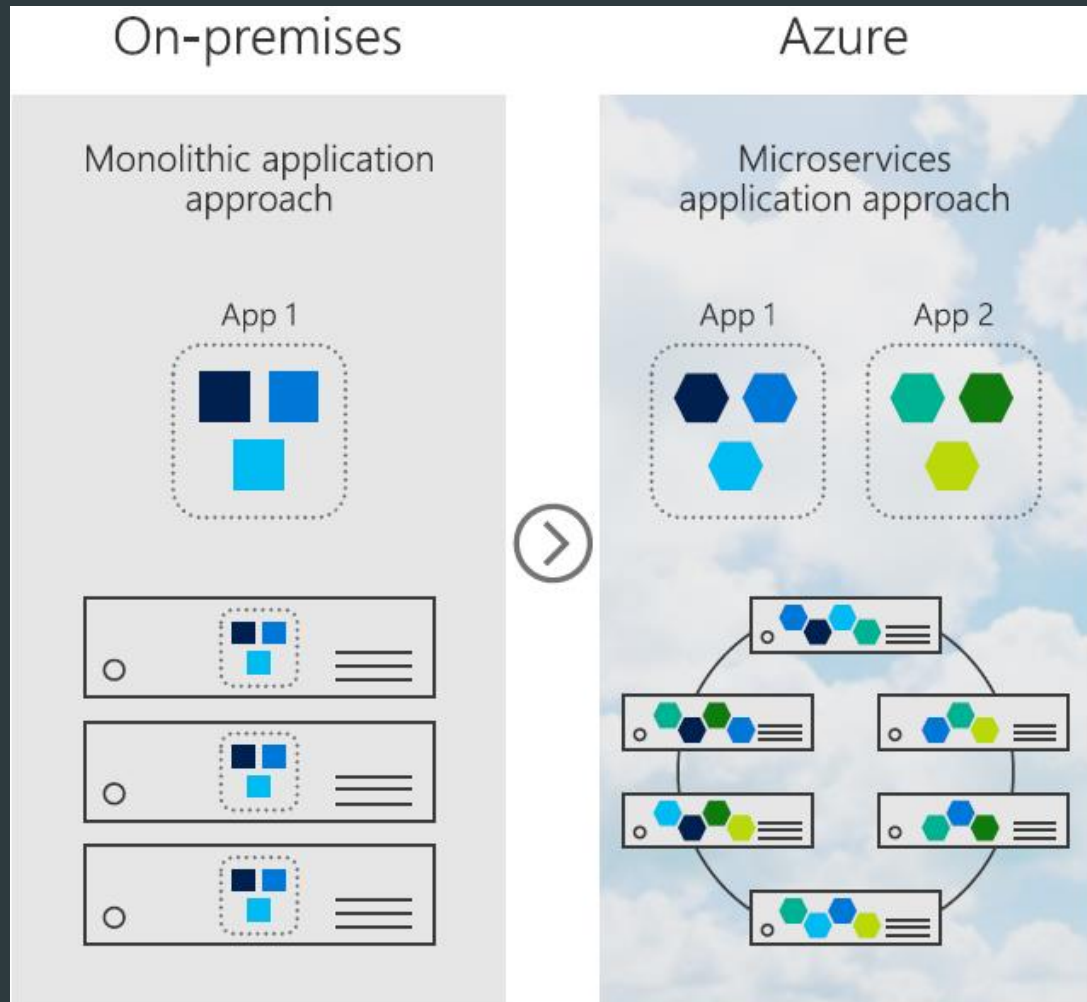 On-premises
Azure
Monolithic application
approach
Microservices
application approach
App 1
App 1
App 2